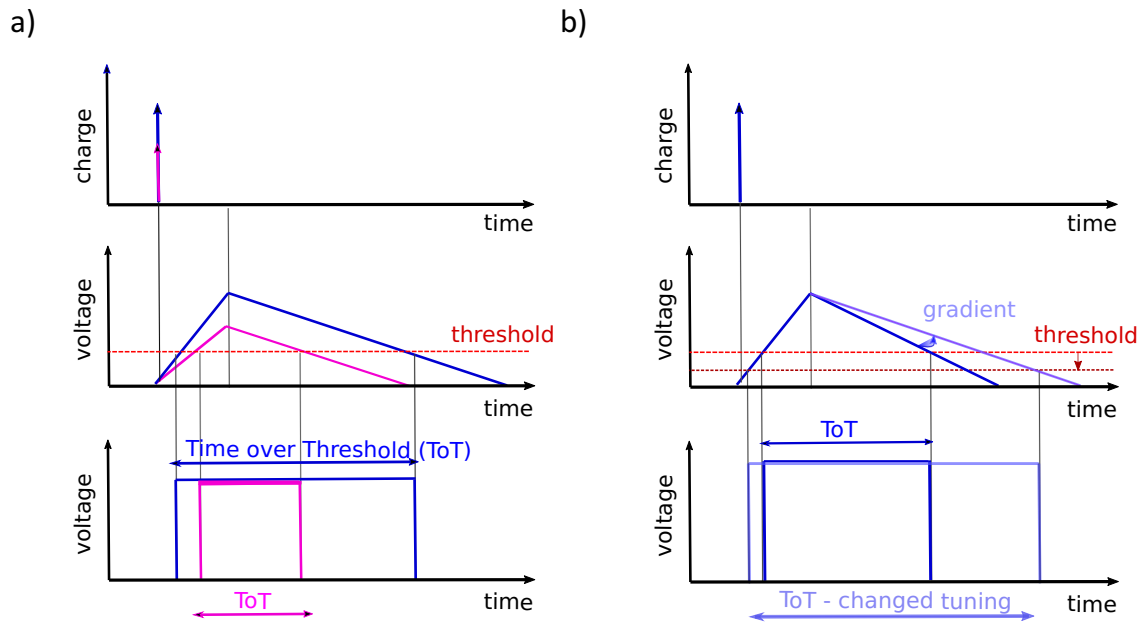 a)
charge
time
voltage
threshold
time
Time over Threshold (ToT)
voltage
time
ToT
b)
charge
time
voltage
gradient
threshold
time
ToT
voltage
time
ToT - changed tuning